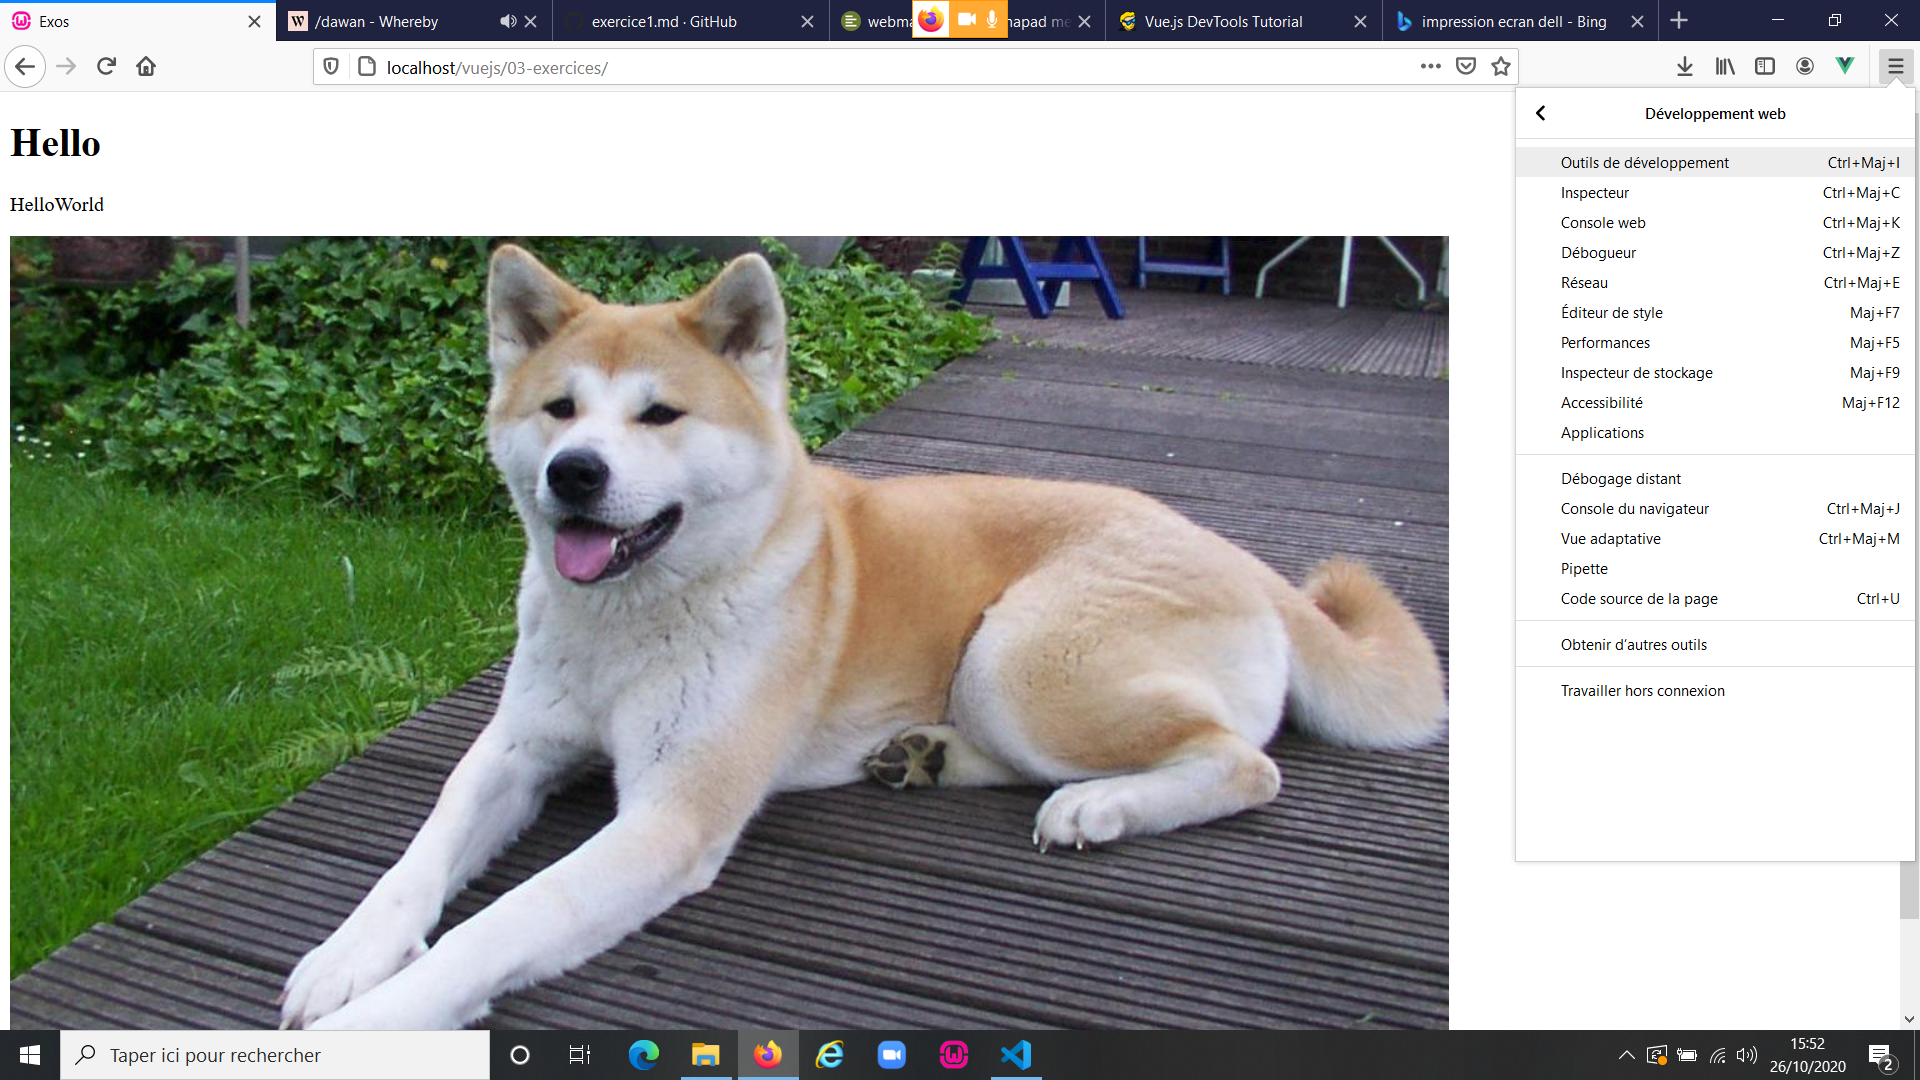 Exos
/dawan - Whereby
exercice1.md · GitHub
webma
apad me
Vue.js DevTools Tutorial
impression ecran dell - Bing
localhost/vuejs/03-exercices/
Développement web
Outils de développement Ctrl+Maj+I
Inspecteur Ctrl+Maj+C
Console web Ctrl+Maj+K
Débogueur Ctrl+Maj+Z
Réseau Ctrl+Maj+E
Éditeur de style Maj+F7
Performances Maj+F5
Inspecteur de stockage Maj+F9
Accessibilité Maj+F12
Applications
Débogage distant
Console du navigateur Ctrl+Maj+J
Vue adaptative Ctrl+Maj+M
Pipette
Code source de la page Ctrl+U
Obtenir d’autres outils
Travailler hors connexion
Hello
HelloWorld
Taper ici pour rechercher
15:52
26/10/2020
2